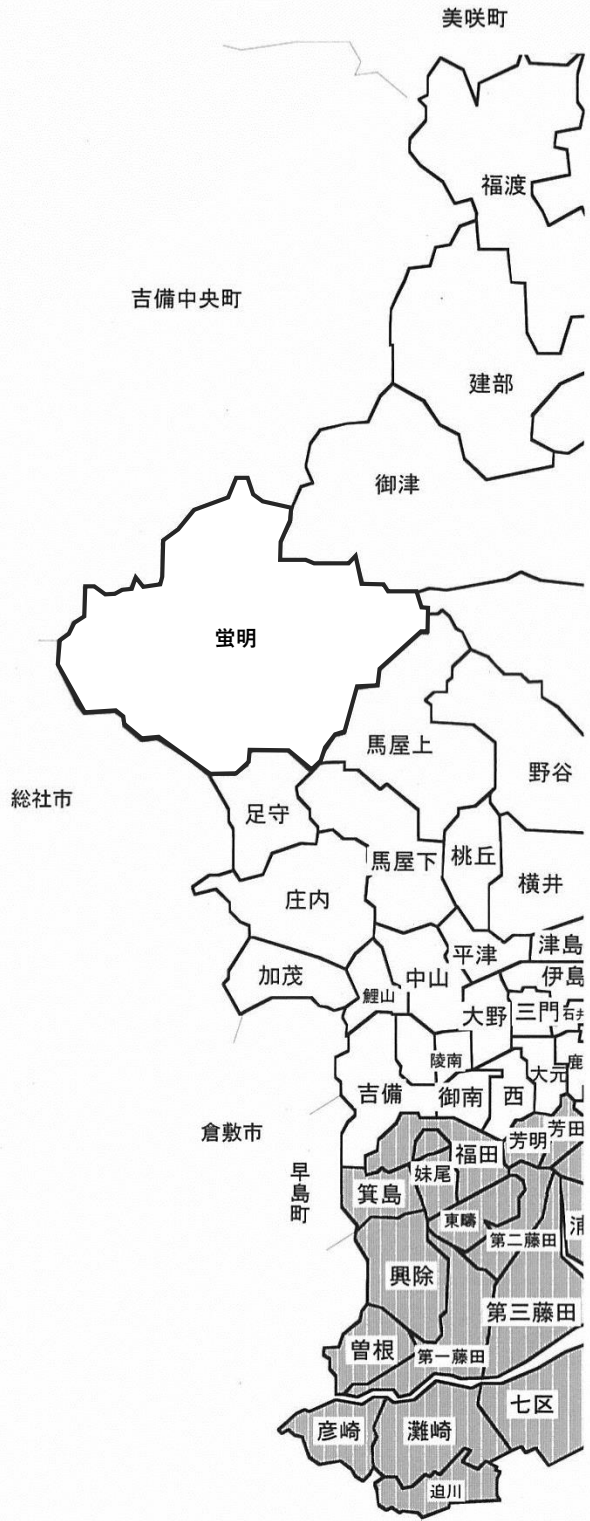 美咲町
福渡
吉備中央町
建部
御津
蛍明
馬屋上
野谷
総社市
足守
馬屋下
桃丘
横井
庄内
平津
津島
加茂
中山
伊島
鯉山
大野
三門
石井
陵南
大元
鹿
吉備
御南
西
倉敷市
芳明
芳田
福田
早島町
妹尾
箕島
東疇
浦
第二藤田
興除
第三藤田
曽根
第一藤田
七区
彦崎
灘崎
迫川